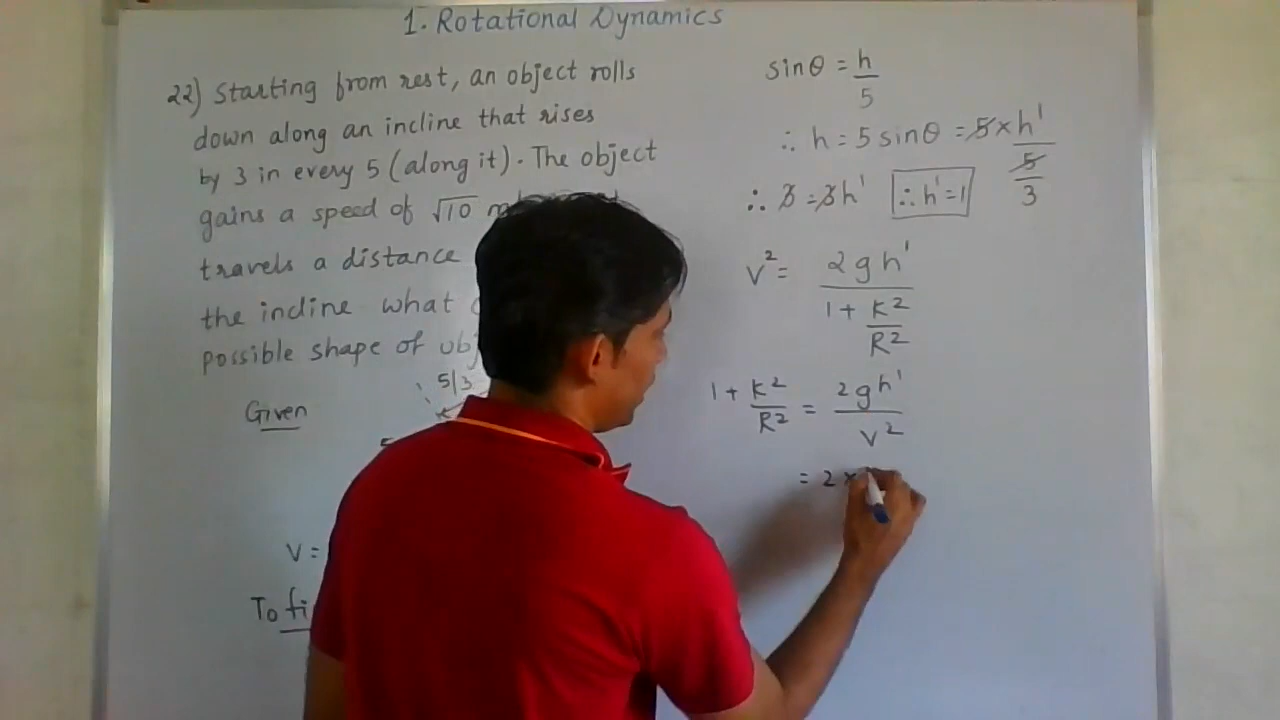 1. Rotational Dynamics
22) Starting from rest, an object rolls
down along an incline that rises
by 3 in every 5 (along it). The object
gains a speed of √10
travels a distance
the incline what
possible shape of obj
Given
5/3
V =
To fi
sinθ = h/5
∴ h = 5 sinθ = 5 × h'/(5/3)
∴ 3 = 3h' ∴ h' = 1
V² = 2gh'/(1 + K²/R²)
1 + K²/R² = 2gh'/V²
= 2 ×